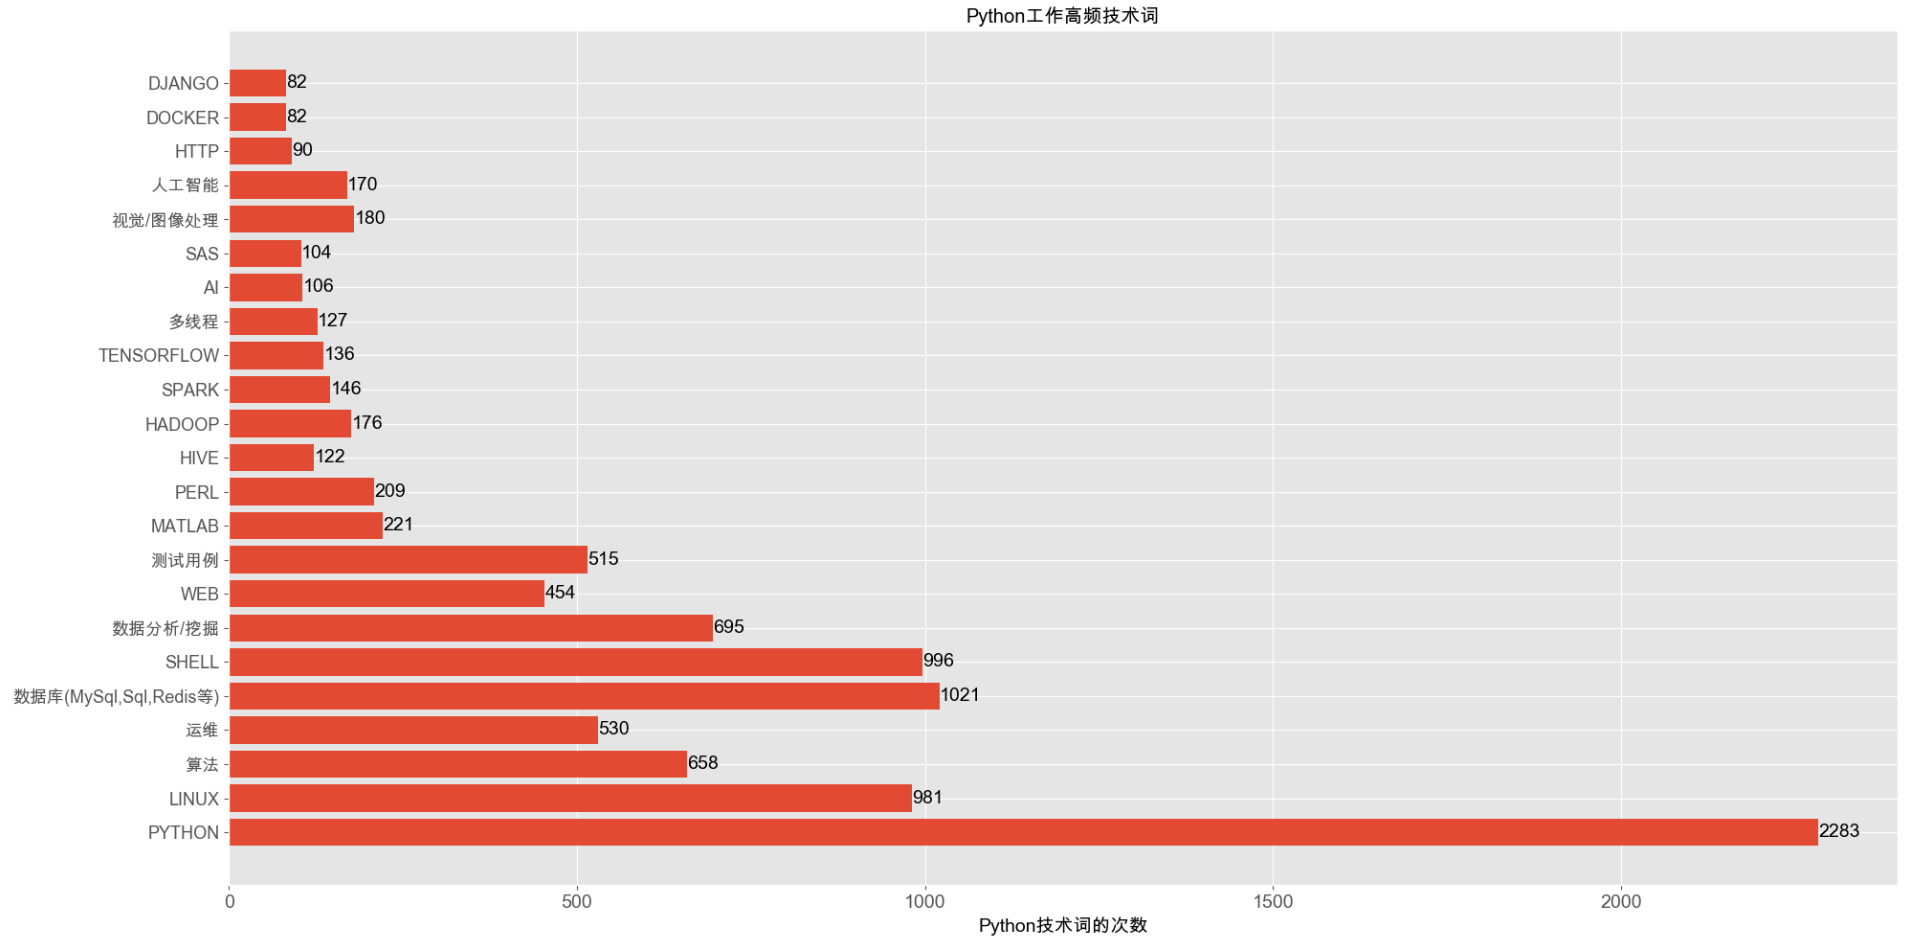 Python工作高频技术词
DJANGO 82
DOCKER 82
HTTP 90
人工智能 170
视觉/图像处理 180
SAS 104
AI 106
多线程 127
TENSORFLOW 136
SPARK 146
HADOOP 176
HIVE 122
PERL 209
MATLAB 221
测试用例 515
WEB 454
数据分析/挖掘 695
SHELL 996
数据库(MySql,Sql,Redis等) 1021
运维 530
算法 658
LINUX 981
PYTHON 2283
0 500 1000 1500 2000
Python技术词的次数